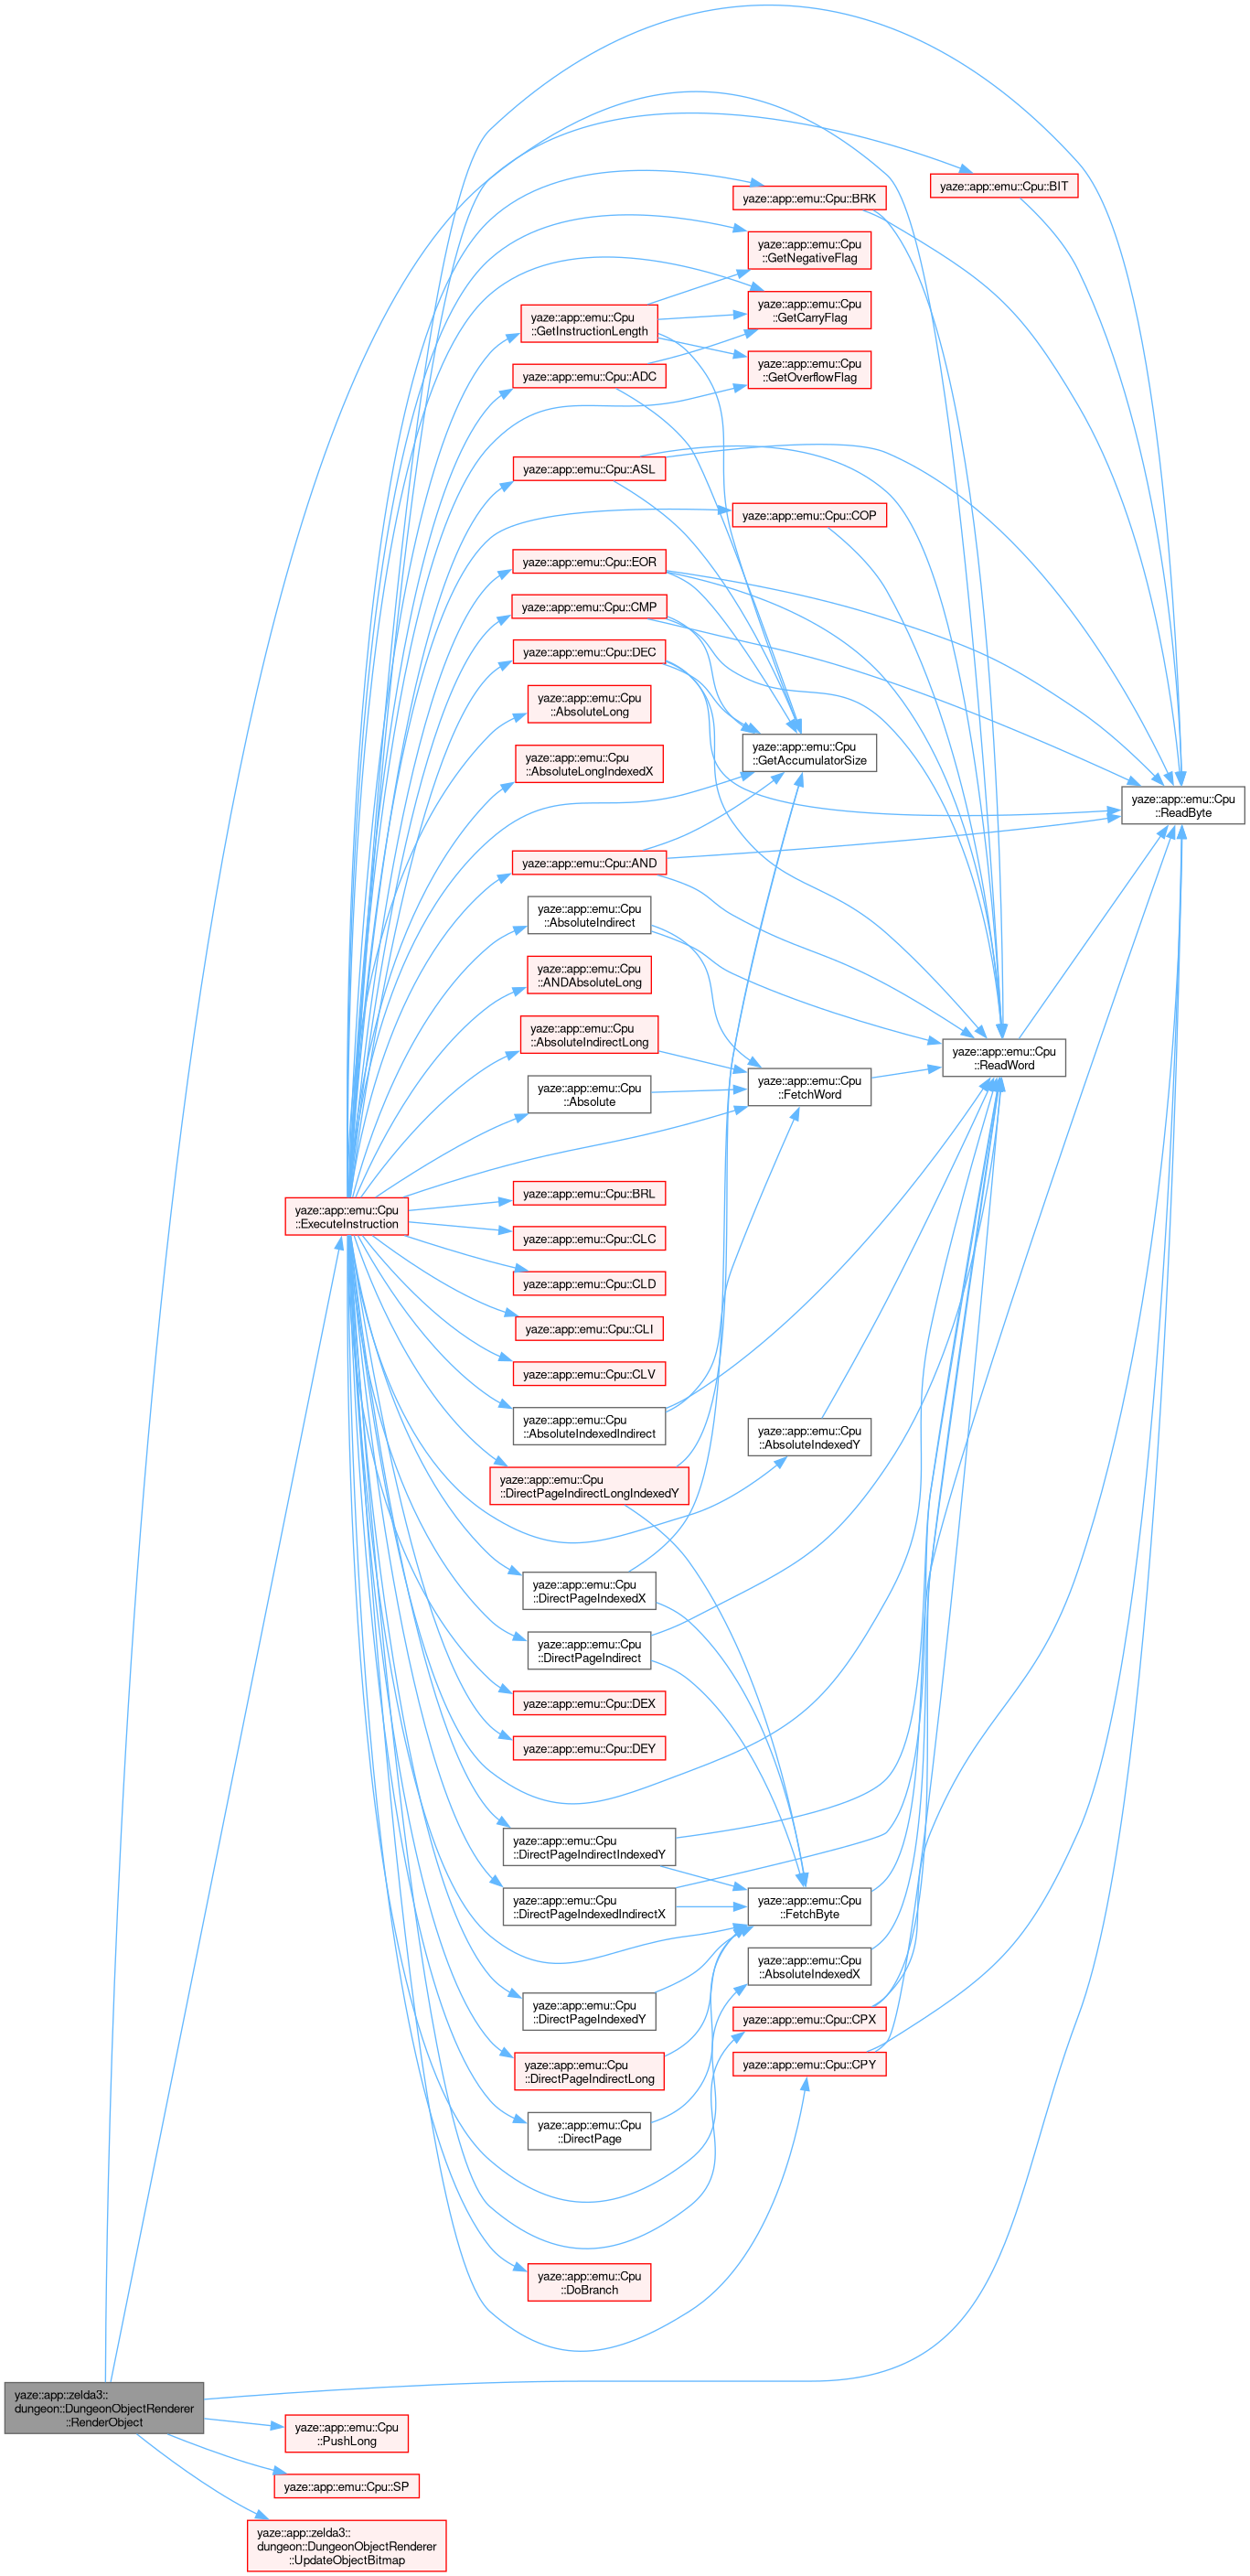 yaze::app::emu::Cpu::BRK
yaze::app::emu::Cpu::BIT
yaze::app::emu::Cpu
::GetNegativeFlag
yaze::app::emu::Cpu
::GetCarryFlag
yaze::app::emu::Cpu
::GetInstructionLength
yaze::app::emu::Cpu
::GetOverflowFlag
yaze::app::emu::Cpu::ADC
yaze::app::emu::Cpu::ASL
yaze::app::emu::Cpu::COP
yaze::app::emu::Cpu::EOR
yaze::app::emu::Cpu::CMP
yaze::app::emu::Cpu::DEC
yaze::app::emu::Cpu
::AbsoluteLong
yaze::app::emu::Cpu
::AbsoluteLongIndexedX
yaze::app::emu::Cpu
::GetAccumulatorSize
yaze::app::emu::Cpu
::ReadByte
yaze::app::emu::Cpu::AND
yaze::app::emu::Cpu
::AbsoluteIndirect
yaze::app::emu::Cpu
::ANDAbsoluteLong
yaze::app::emu::Cpu
::AbsoluteIndirectLong
yaze::app::emu::Cpu
::ReadWord
yaze::app::emu::Cpu
::Absolute
yaze::app::emu::Cpu
::FetchWord
yaze::app::emu::Cpu::BRL
yaze::app::emu::Cpu
::ExecuteInstruction
yaze::app::emu::Cpu::CLC
yaze::app::emu::Cpu::CLD
yaze::app::emu::Cpu::CLI
yaze::app::emu::Cpu::CLV
yaze::app::emu::Cpu
::AbsoluteIndexedIndirect
yaze::app::emu::Cpu
::AbsoluteIndexedY
yaze::app::emu::Cpu
::DirectPageIndirectLongIndexedY
yaze::app::emu::Cpu
::DirectPageIndexedX
yaze::app::emu::Cpu
::DirectPageIndirect
yaze::app::emu::Cpu::DEX
yaze::app::emu::Cpu::DEY
yaze::app::emu::Cpu
::DirectPageIndirectIndexedY
yaze::app::emu::Cpu
::DirectPageIndexedIndirectX
yaze::app::emu::Cpu
::FetchByte
yaze::app::emu::Cpu
::AbsoluteIndexedX
yaze::app::emu::Cpu
::DirectPageIndexedY
yaze::app::emu::Cpu::CPX
yaze::app::emu::Cpu
::DirectPageIndirectLong
yaze::app::emu::Cpu::CPY
yaze::app::emu::Cpu
::DirectPage
yaze::app::emu::Cpu
::DoBranch
yaze::app::zelda3::
dungeon::DungeonObjectRenderer
::RenderObject
yaze::app::emu::Cpu
::PushLong
yaze::app::emu::Cpu::SP
yaze::app::zelda3::
dungeon::DungeonObjectRenderer
::UpdateObjectBitmap